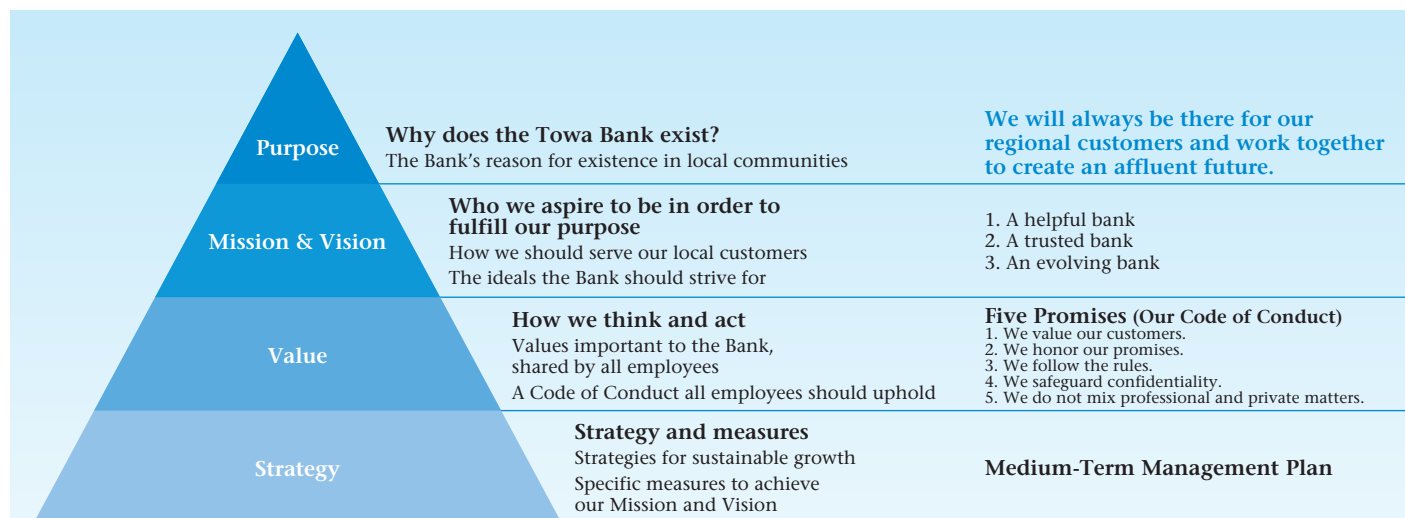 Purpose
Why does the Towa Bank exist?
The Bank's reason for existence in local communities
We will always be there for our
regional customers and work together
to create an affluent future.
Mission & Vision
Who we aspire to be in order to
fulfill our purpose
How we should serve our local customers
The ideals the Bank should strive for
1. A helpful bank
2. A trusted bank
3. An evolving bank
Value
How we think and act
Values important to the Bank,
shared by all employees
A Code of Conduct all employees should uphold
Five Promises (Our Code of Conduct)
1. We value our customers.
2. We honor our promises.
3. We follow the rules.
4. We safeguard confidentiality.
5. We do not mix professional and private matters.
Strategy
Strategy and measures
Strategies for sustainable growth
Specific measures to achieve
our Mission and Vision
Medium-Term Management Plan